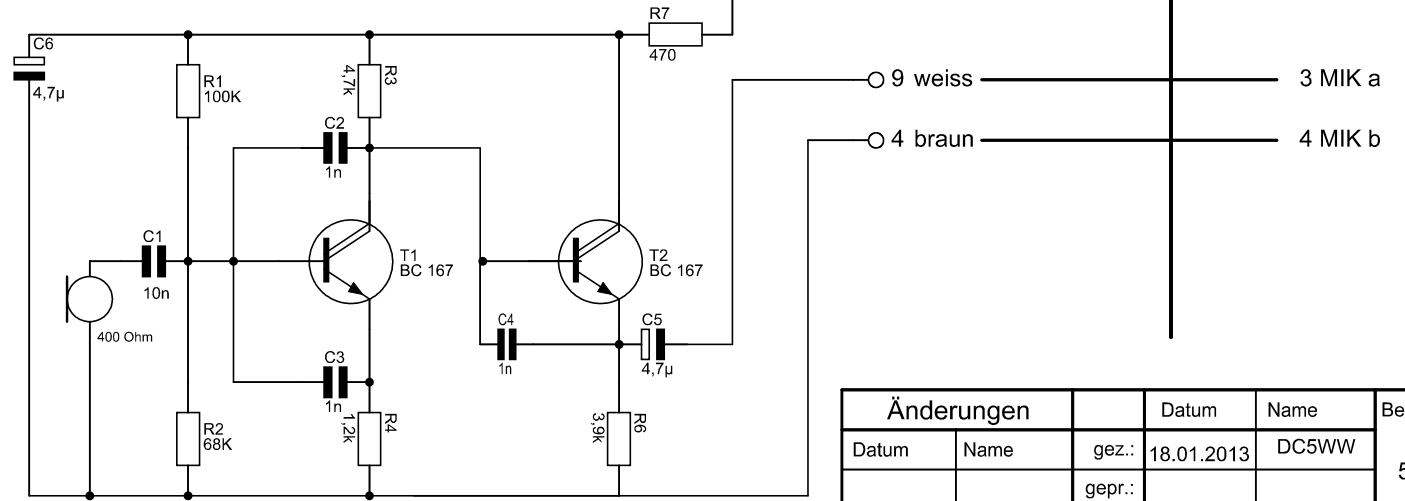 R7
470
C6
4,7µ
R1
100K
R3
4,7k
C2
1n
9 weiss
3 MIK a
4 braun
4 MIK b
C1
10n
400 Ohm
T1
BC 167
T2
BC 167
C3
1n
C4
1n
C5
4,7µ
R2
68K
R4
1,2k
R6
3,9k
Änderungen
Datum
Name
Be
Datum
Name
gez.:
18.01.2013
DC5WW
5
gepr.: